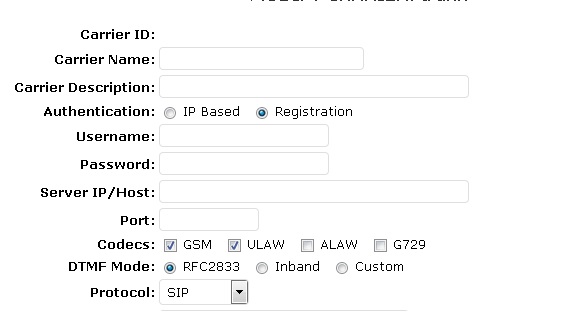 Carrier ID:
Carrier Name:
Carrier Description:
Authentication: IP Based Registration
Username:
Password:
Server IP/Host:
Port:
Codecs: GSM ULAW ALAW G729
DTMF Mode: RFC2833 Inband Custom
Protocol: SIP